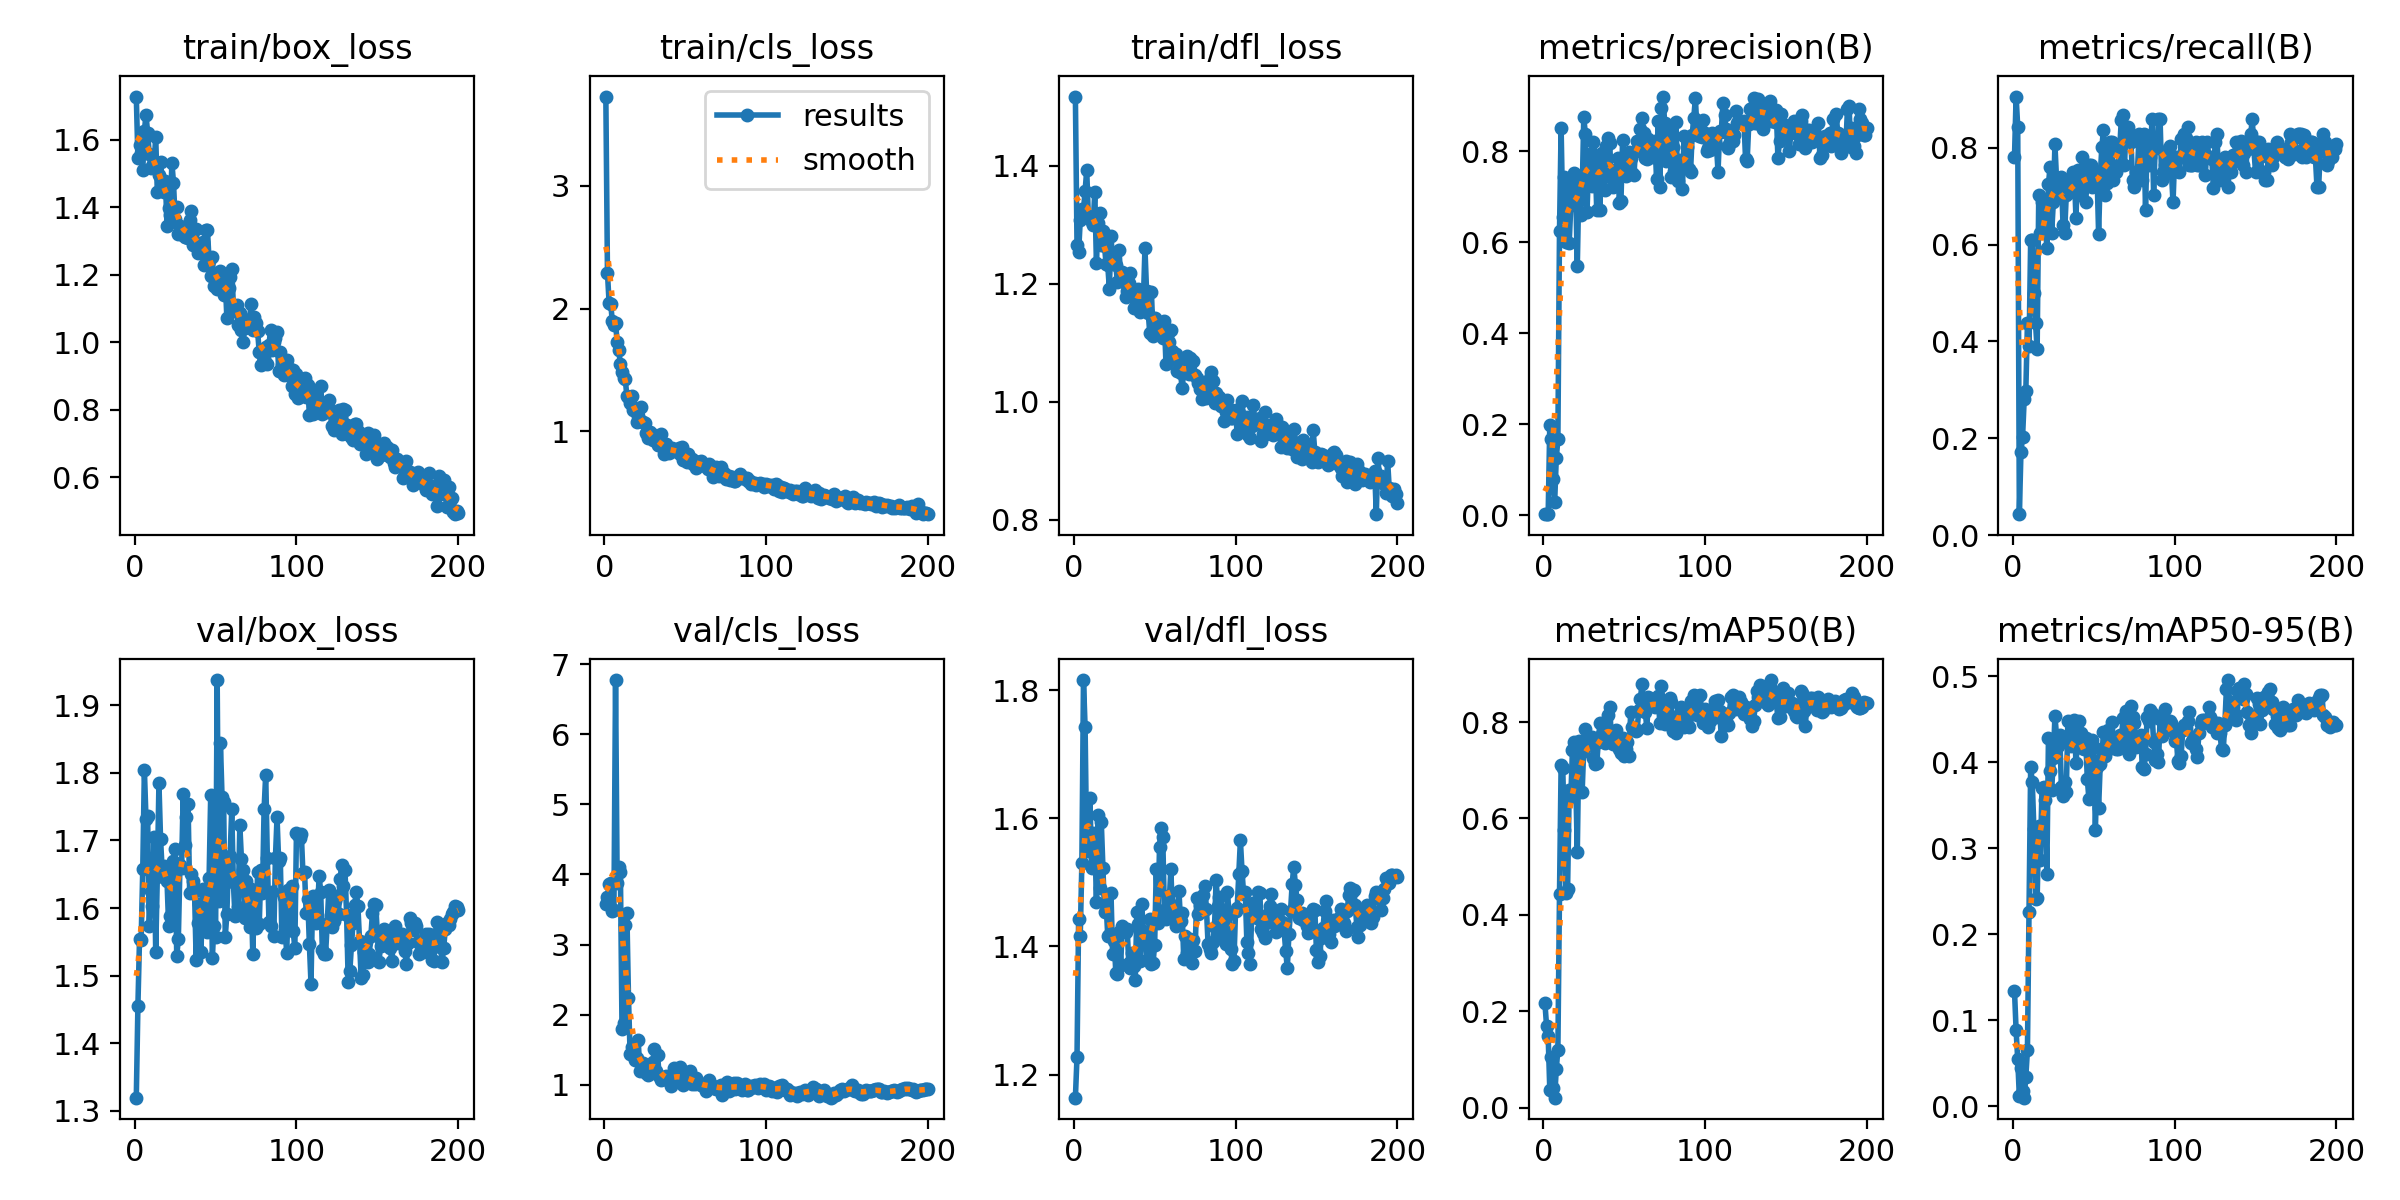 train/box_loss
1.6
1.4
1.2
1.0
0.8
0.6
0 100 200
train/cls_loss
results
smooth
3
2
1
0 100 200
train/dfl_loss
1.4
1.2
1.0
0.8
0 100 200
metrics/precision(B)
0.8
0.6
0.4
0.2
0.0
0 100 200
metrics/recall(B)
0.8
0.6
0.4
0.2
0.0
0 100 200
val/box_loss
1.9
1.8
1.7
1.6
1.5
1.4
1.3
0 100 200
val/cls_loss
7
6
5
4
3
2
1
0 100 200
val/dfl_loss
1.8
1.6
1.4
1.2
0 100 200
metrics/mAP50(B)
0.8
0.6
0.4
0.2
0.0
0 100 200
metrics/mAP50-95(B)
0.5
0.4
0.3
0.2
0.1
0.0
0 100 200